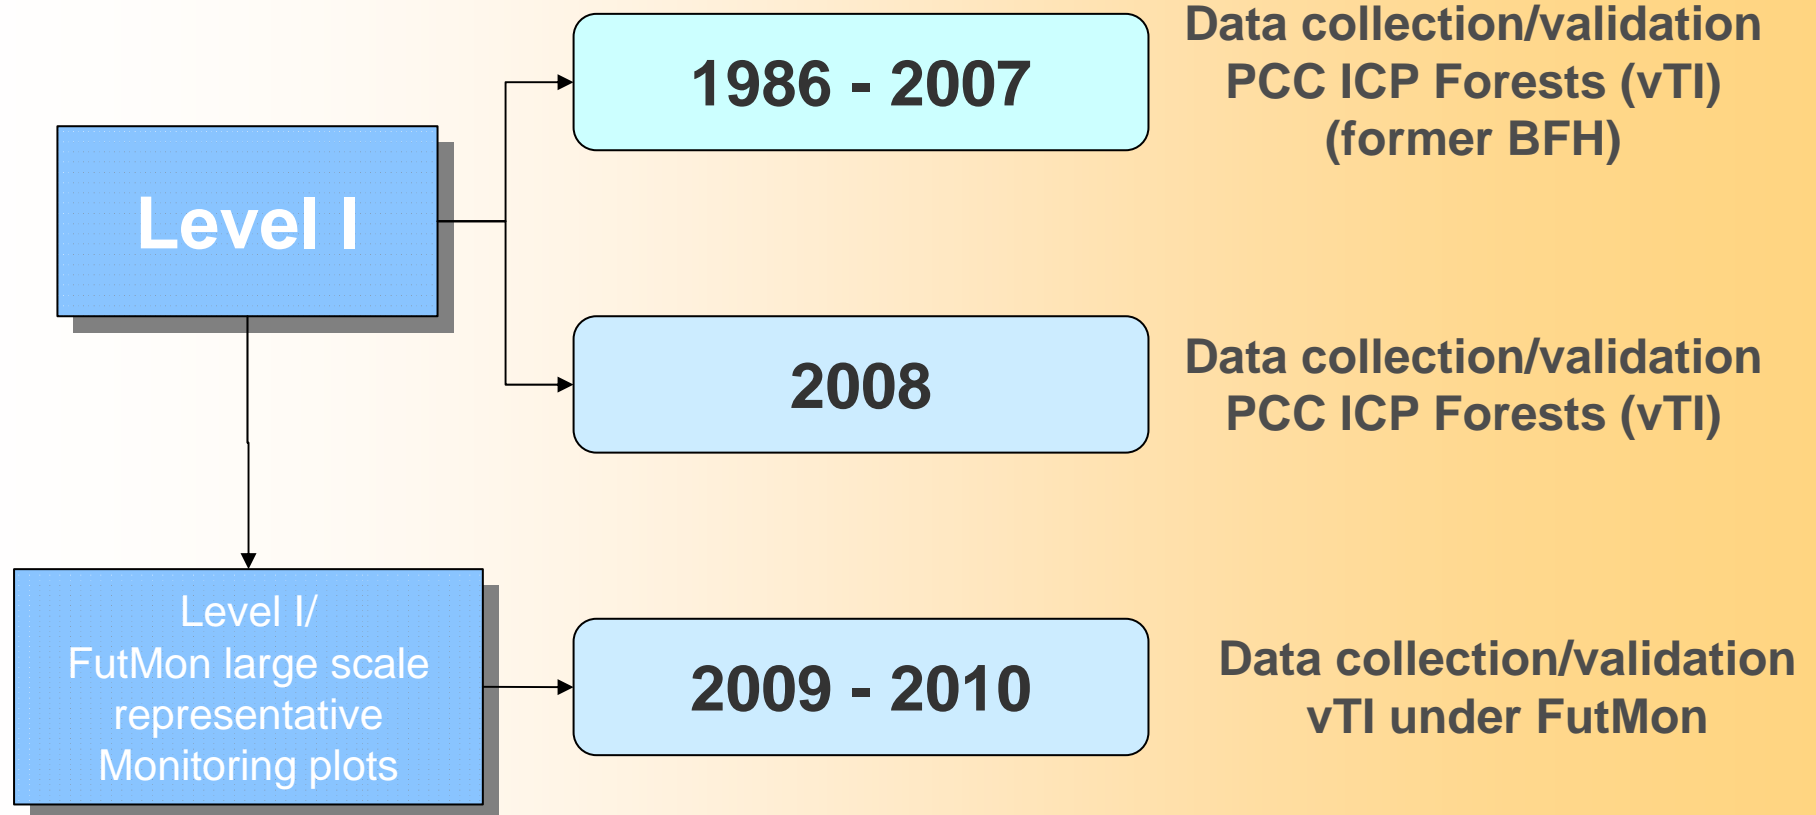 Level I
1986 - 2007
Data collection/validation
PCC ICP Forests (vTI)
(former BFH)
2008
Data collection/validation
PCC ICP Forests (vTI)
Level I/
FutMon large scale
representative
Monitoring plots
2009 - 2010
Data collection/validation
vTI under FutMon